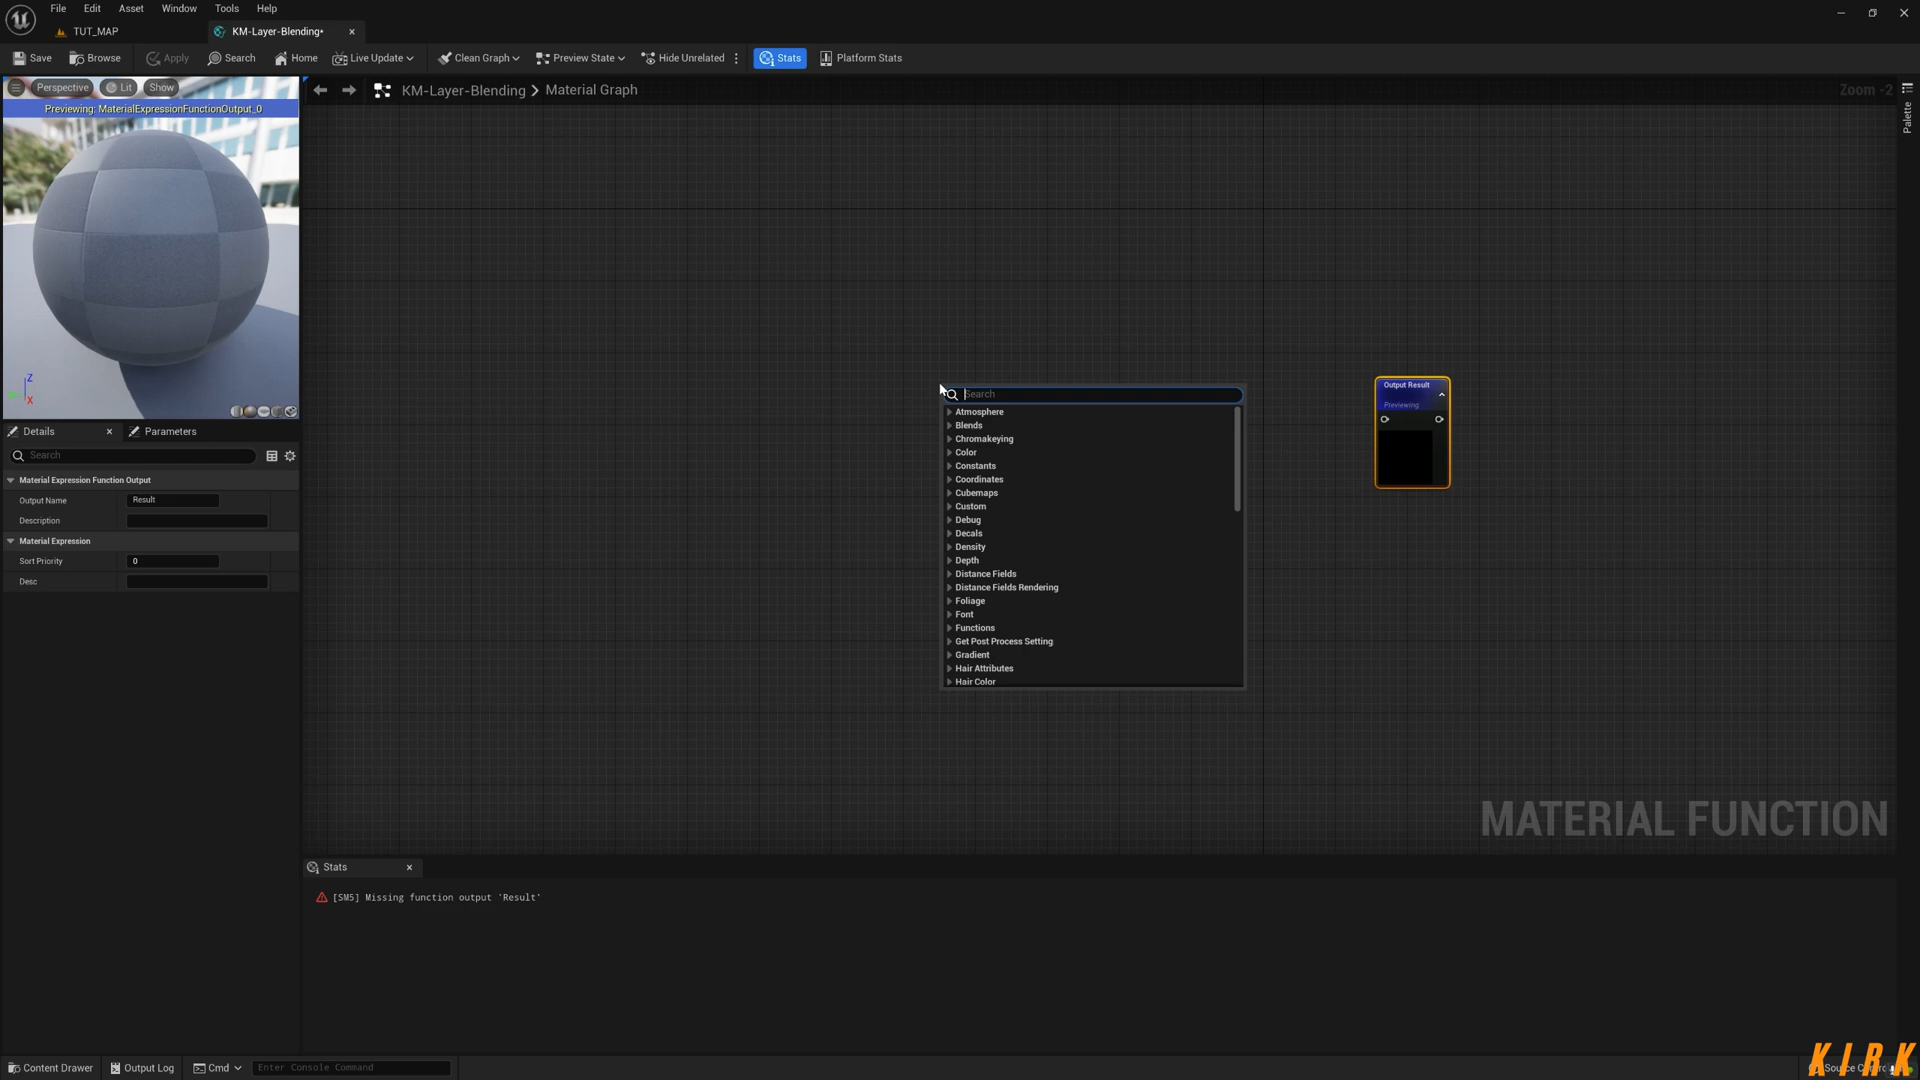 File Edit Asset Window Tools Help
TUT_MAP
KM-Layer-Blending*
Save Browse Apply Search Home Live Update Clean Graph Preview State Hide Unrelated Stats Platform Stats
Perspective Lit Show
Previewing: MaterialExpressionFunctionOutput_0
KM-Layer-Blending > Material Graph
Zoom -2
Palette
Z
X
Search
Atmosphere
Blends
Chromakeying
Color
Constants
Coordinates
Cubemaps
Custom
Debug
Decals
Density
Depth
Distance Fields
Distance Fields Rendering
Foliage
Font
Functions
Get Post Process Setting
Gradient
Hair Attributes
Hair Color
Output Result
Previewing
Details Parameters
Search
Material Expression Function Output
Output Name Result
Description
Material Expression
Sort Priority 0
Desc
MATERIAL FUNCTION
Stats
[SM5] Missing function output 'Result'
Content Drawer Output Log Cmd Enter Console Command
KIRK